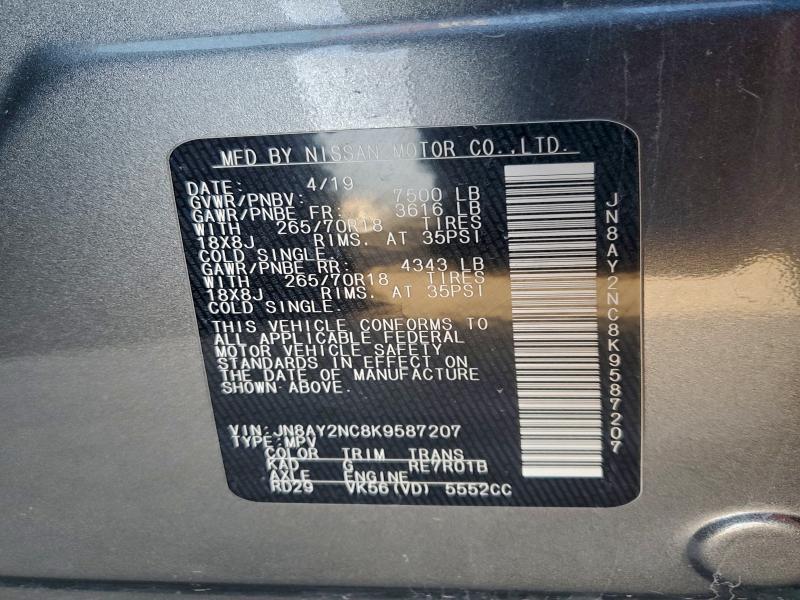 MFD BY NISSAN MOTOR CO.,LTD.
DATE: 4/19
GVWR/PNBV: 7500 LB
GAWR/PNBE FR: 3616 LB
WITH 265/70R18 TIRES
18X8J RIMS. AT 35PSI
COLD SINGLE.
GAWR/PNBE RR: 4343 LB
WITH 265/70R18 TIRES
18X8J RIMS. AT 35PSI
COLD SINGLE.
THIS VEHICLE CONFORMS TO
ALL APPLICABLE FEDERAL
MOTOR VEHICLE SAFETY
STANDARDS IN EFFECT ON
THE DATE OF MANUFACTURE
SHOWN ABOVE.
VIN: JN8AY2NC8K9587207
TYPE: MPV
COLOR TRIM TRANS
KAD G RE7R01B
AXLE ENGINE
RD29 VK56(VD) 5552CC
JN8AY2NC8K9587207